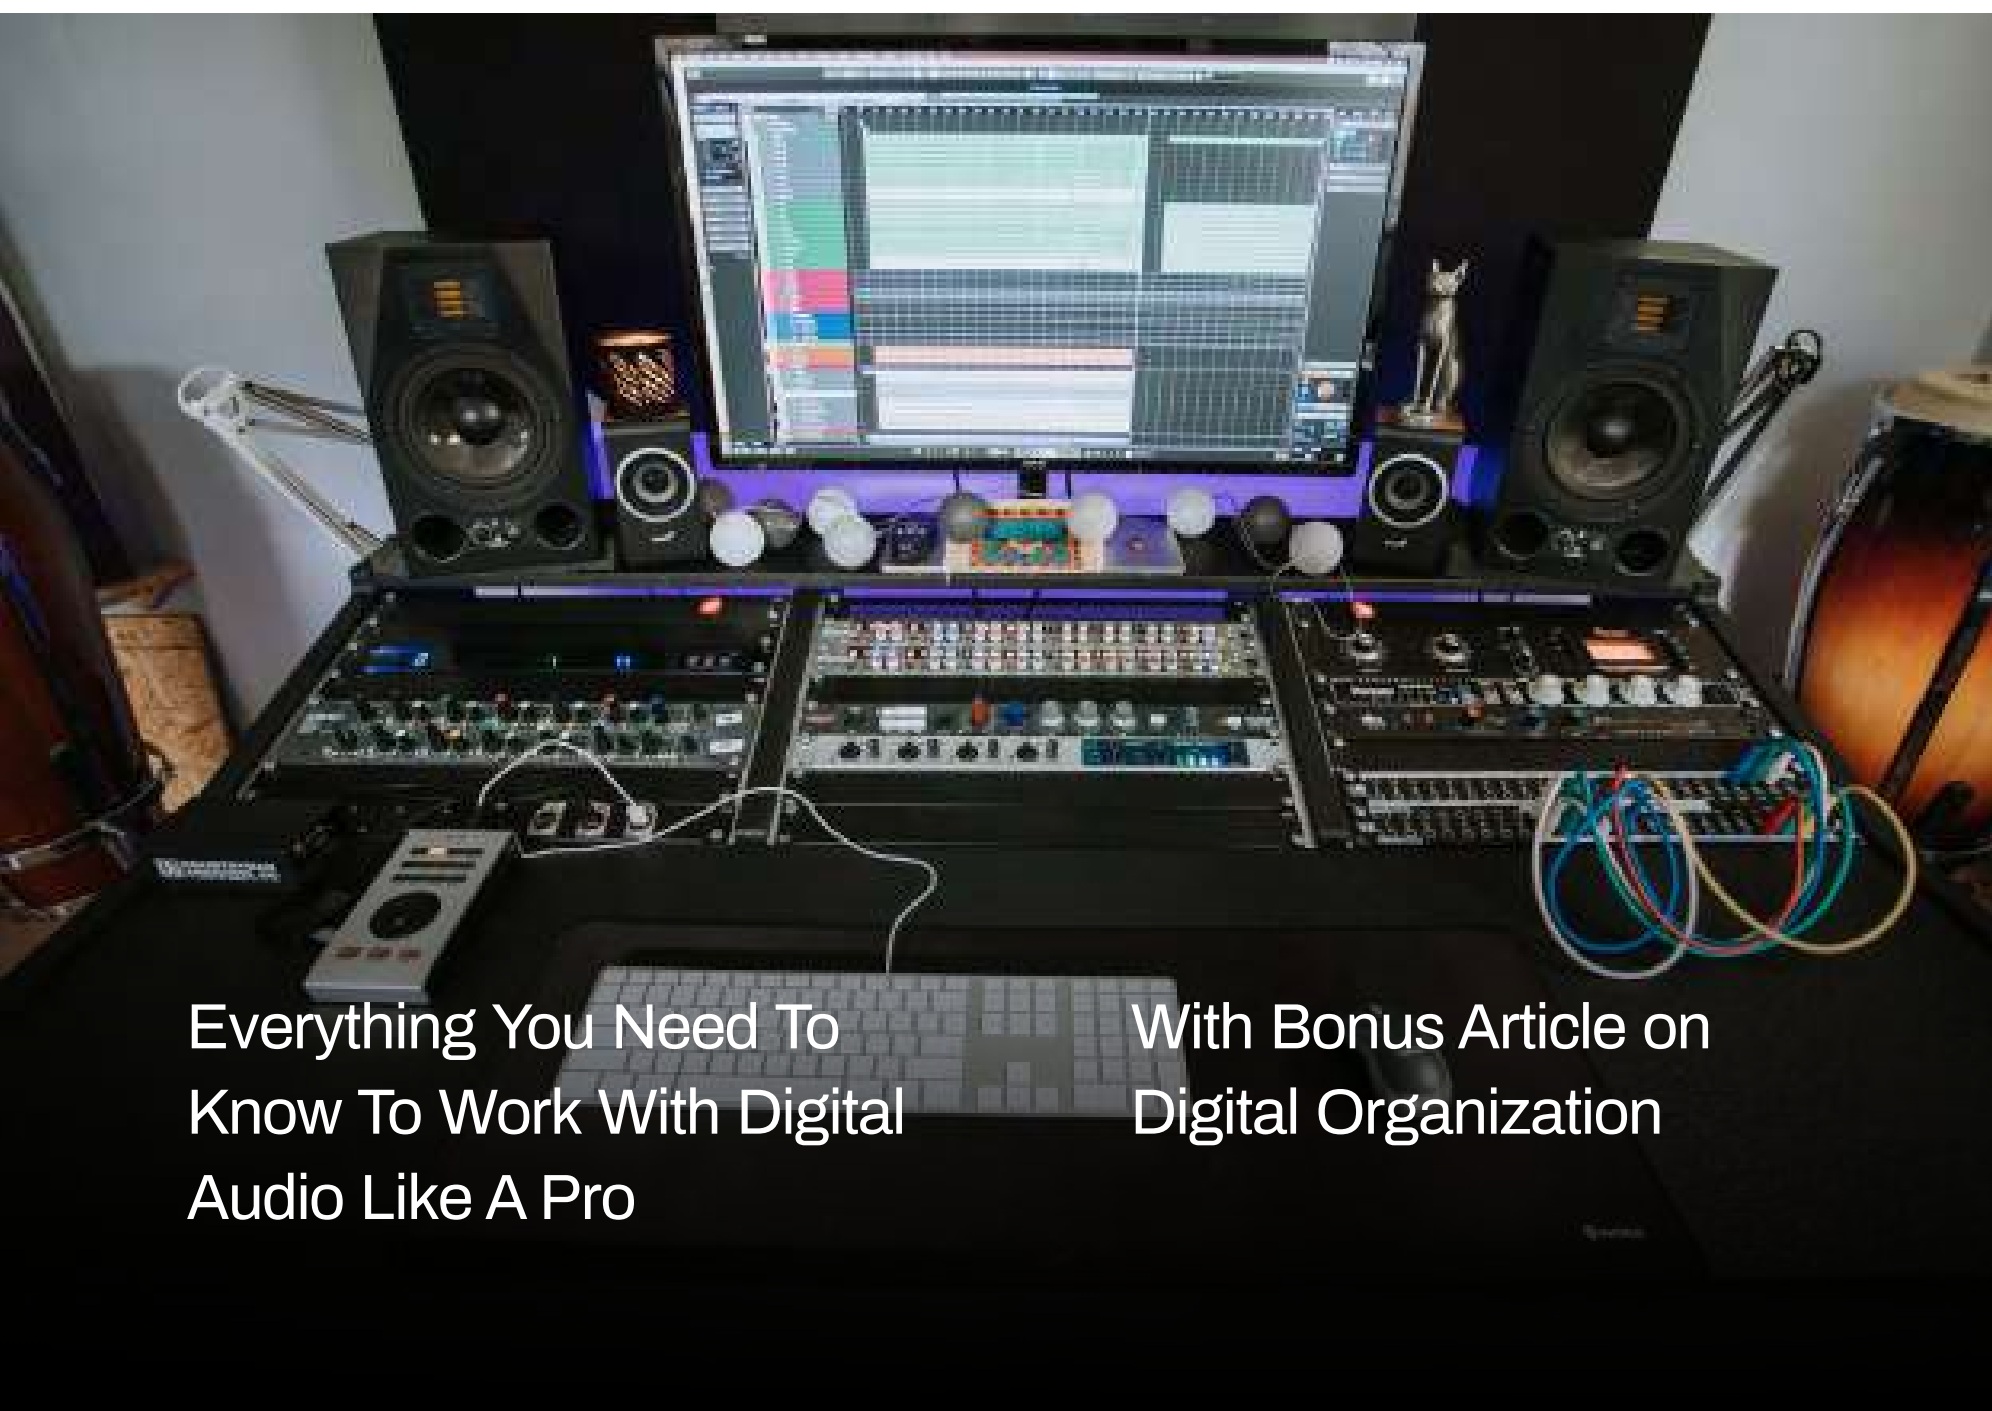 Everything You Need To
Know To Work With Digital
Audio Like A Pro
With Bonus Article on
Digital Organization